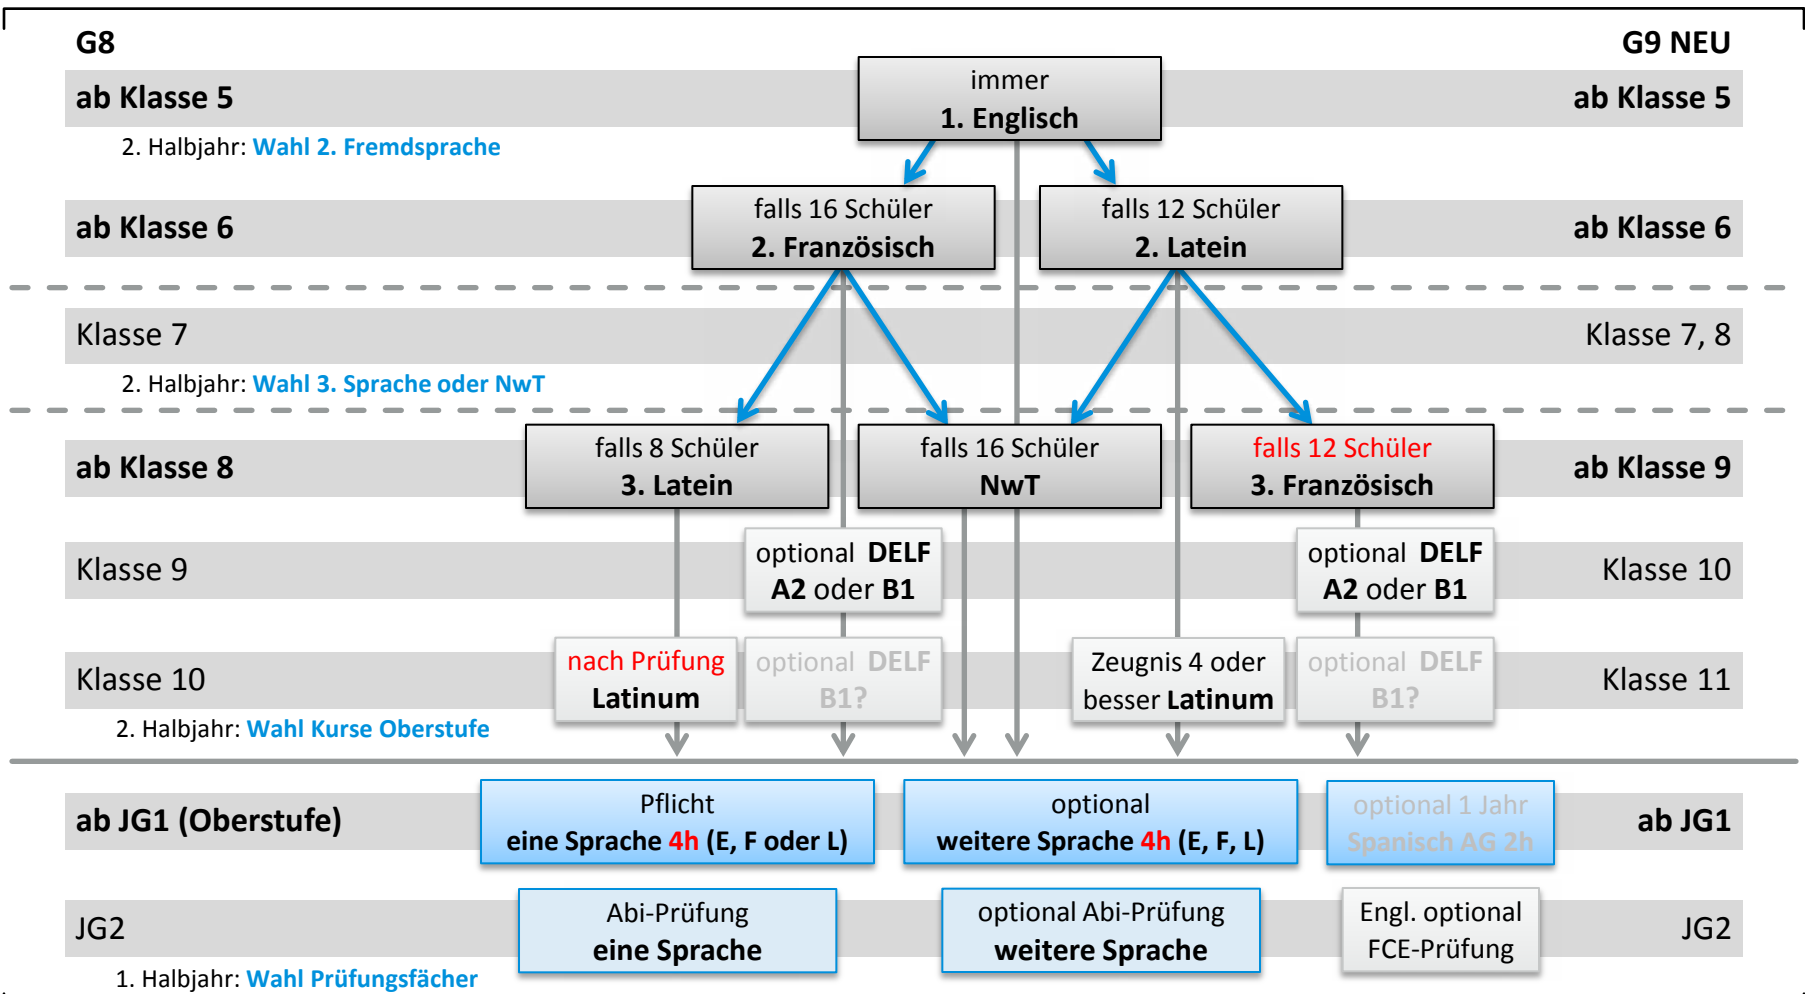 G8
G9 NEU
immer
1. Englisch
ab Klasse 5
ab Klasse 5
2. Halbjahr: Wahl 2. Fremdsprache
falls 16 Schüler
2. Französisch
falls 12 Schüler
2. Latein
ab Klasse 6
ab Klasse 6
Klasse 7
Klasse 7, 8
2. Halbjahr: Wahl 3. Sprache oder NwT
falls 8 Schüler
3. Latein
falls 16 Schüler
NwT
falls 12 Schüler
3. Französisch
ab Klasse 8
ab Klasse 9
Klasse 9
optional DELF
A2 oder B1
optional DELF
A2 oder B1
Klasse 10
Klasse 10
nach Prüfung
Latinum
optional DELF
B1?
Zeugnis 4 oder
besser Latinum
optional DELF
B1?
Klasse 11
2. Halbjahr: Wahl Kurse Oberstufe
ab JG1 (Oberstufe)
Pflicht
eine Sprache 4h (E, F oder L)
optional
weitere Sprache 4h (E, F, L)
optional 1 Jahr
Spanisch AG 2h
ab JG1
JG2
Abi-Prüfung
eine Sprache
optional Abi-Prüfung
weitere Sprache
Engl. optional
FCE-Prüfung
JG2
1. Halbjahr: Wahl Prüfungsfächer